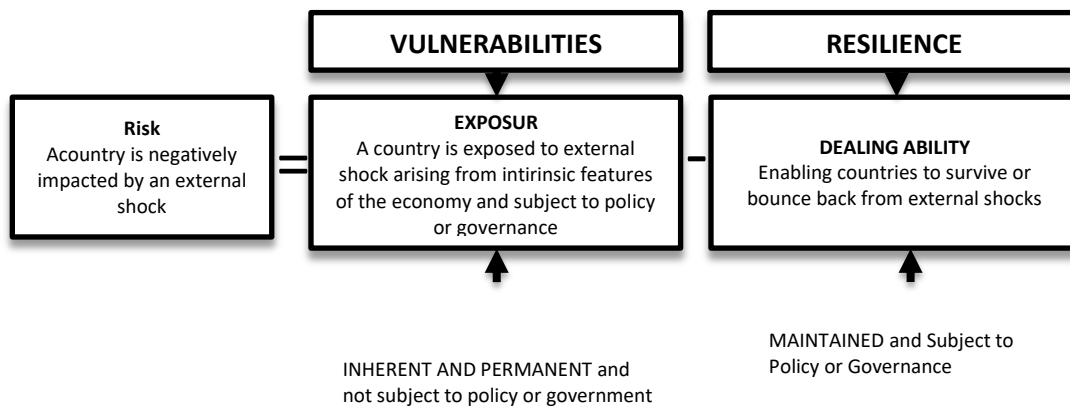 VULNERABILITIES
RESILIENCE
Risk
Acountry is negatively
impacted by an external
shock
=
EXPOSUR
A country is exposed to external
shock arising from intirinsic features
of the economy and subject to policy
or governance
-
DEALING ABILITY
Enabling countries to survive or
bounce back from external shocks
INHERENT AND PERMANENT and
not subject to policy or government
MAINTAINED and Subject to
Policy or Governance